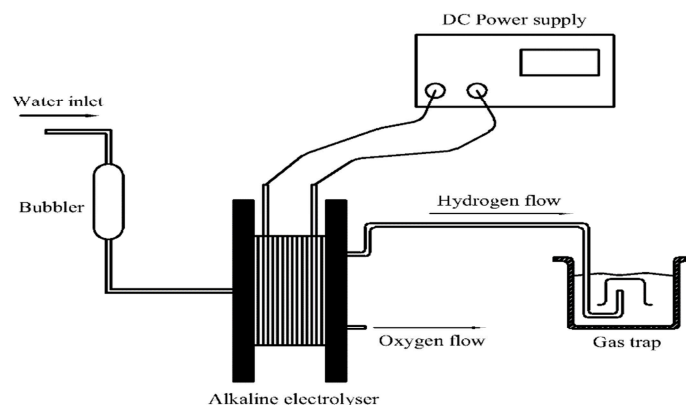 DC Power supply
Water inlet
Bubbler
Hydrogen flow
Oxygen flow
Gas trap
Alkaline electrolyser